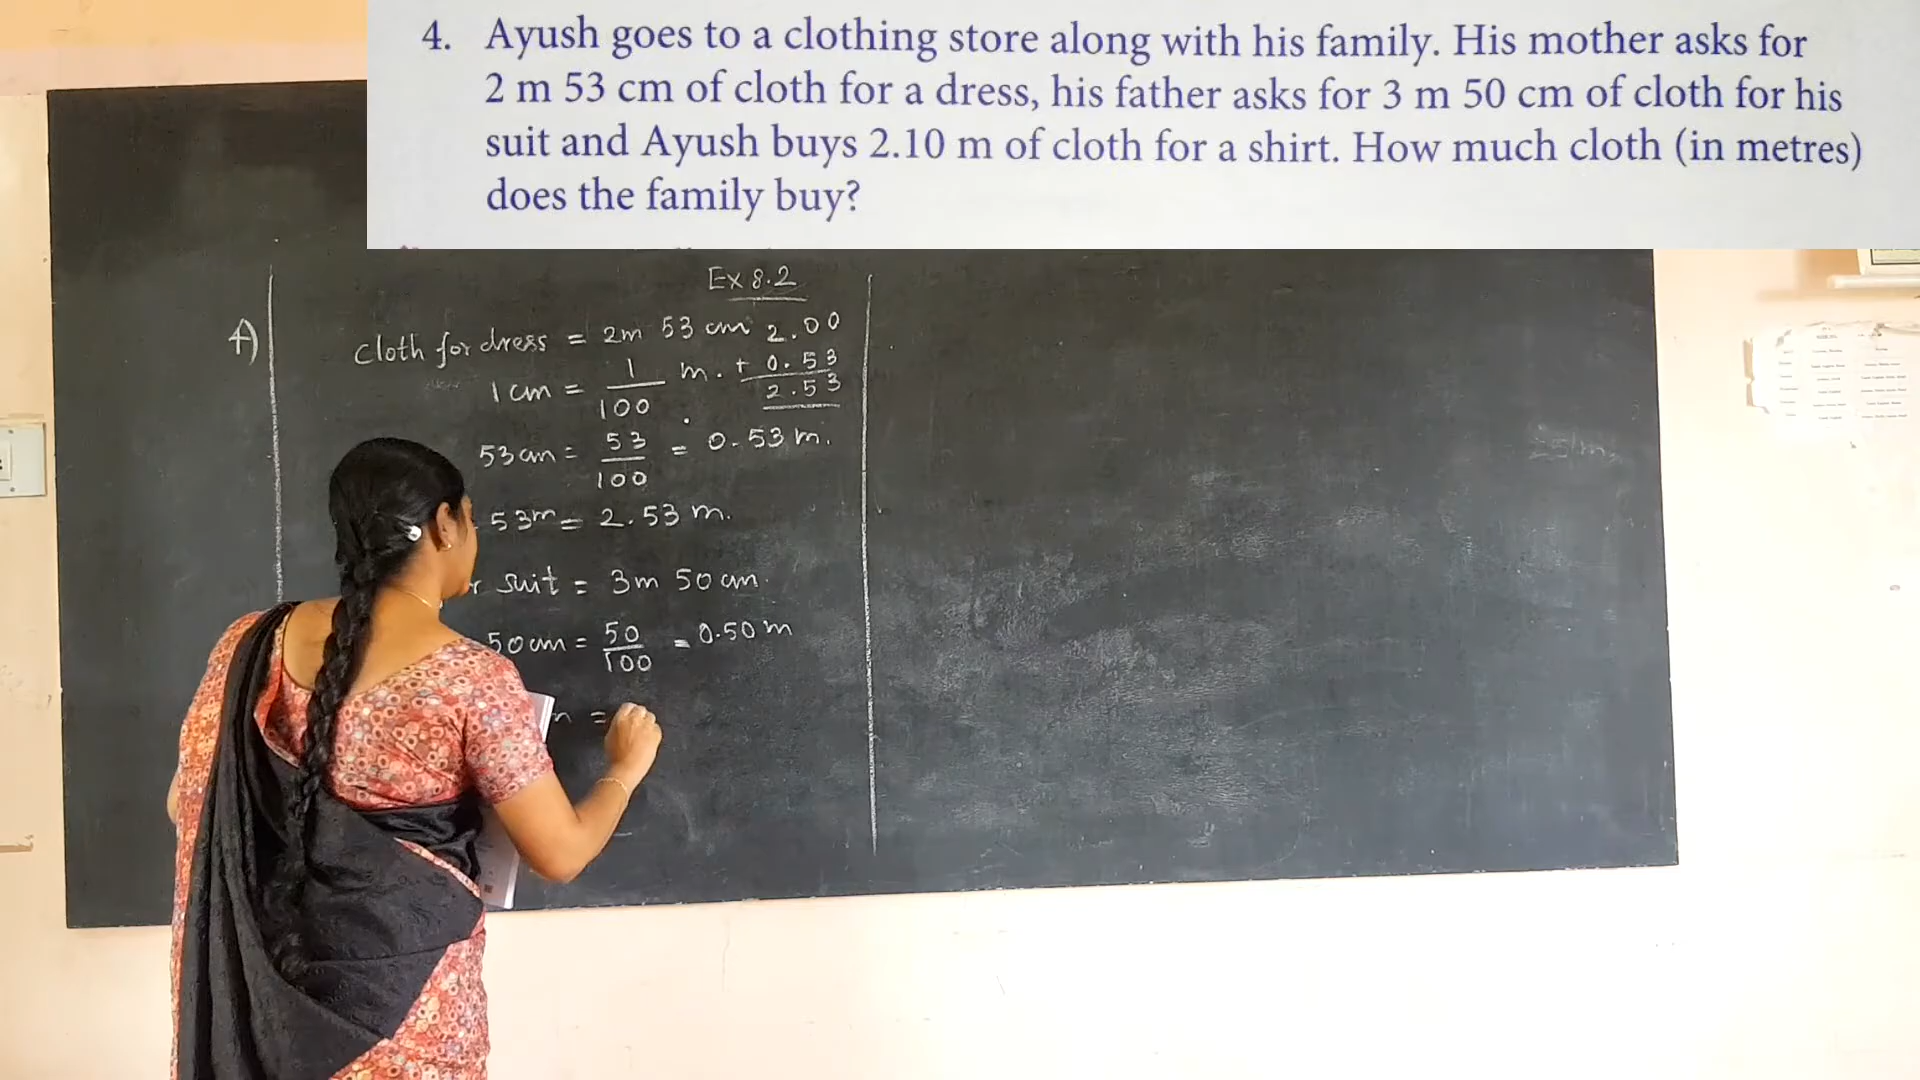 4. Ayush goes to a clothing store along with his family. His mother asks for
2 m 53 cm of cloth for a dress, his father asks for 3 m 50 cm of cloth for his
suit and Ayush buys 2.10 m of cloth for a shirt. How much cloth (in metres)
does the family buy?
Ex 8.2
4)
Cloth for dress = 2m 53 cm
2.00
+ 0.53
2.53
1 cm = 1/100 m.
53 cm = 53/100 = 0.53 m.
53m = 2.53 m.
suit = 3m 50 cm.
50 cm = 50/100 = 0.50 m
=